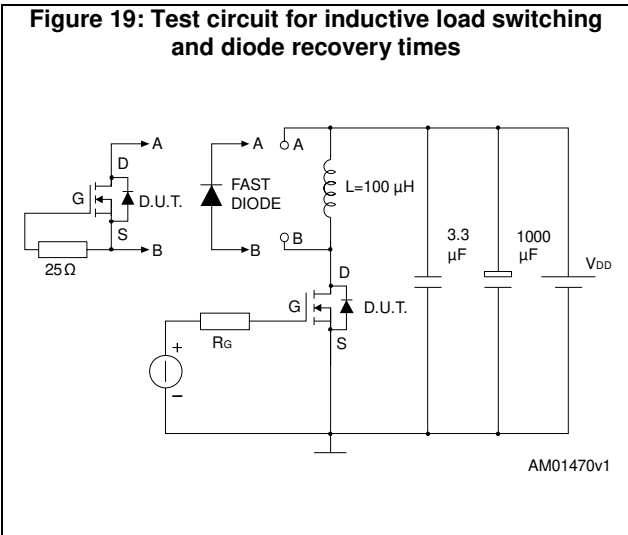 Figure 19: Test circuit for inductive load switching
and diode recovery times
A
D
G
D.U.T.
S
B
25Ω
A
FAST
DIODE
B
A
L=100 µH
B
D
G
D.U.T.
S
RG
+
−
3.3
µF
1000
µF
VDD
AM01470v1